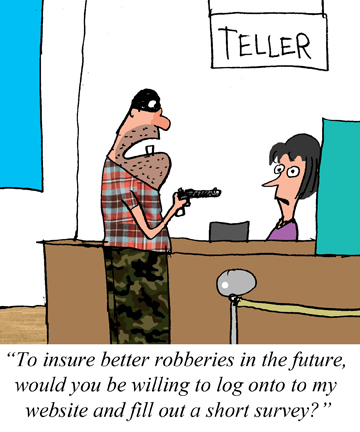 TELLER
“To insure better robberies in the future,
would you be willing to log onto to my
website and fill out a short survey?”